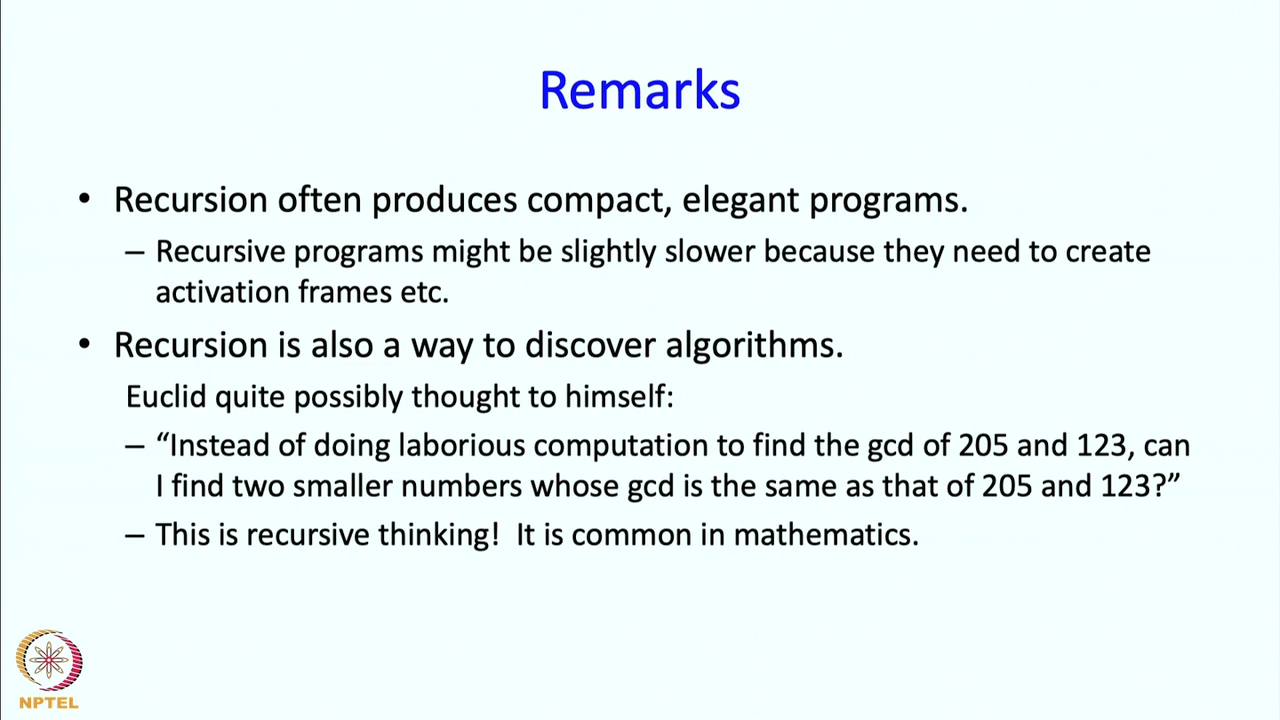 Remarks
• Recursion often produces compact, elegant programs.
– Recursive programs might be slightly slower because they need to create
activation frames etc.
• Recursion is also a way to discover algorithms.
Euclid quite possibly thought to himself:
– “Instead of doing laborious computation to find the gcd of 205 and 123, can
I find two smaller numbers whose gcd is the same as that of 205 and 123?”
– This is recursive thinking!  It is common in mathematics.
NPTEL